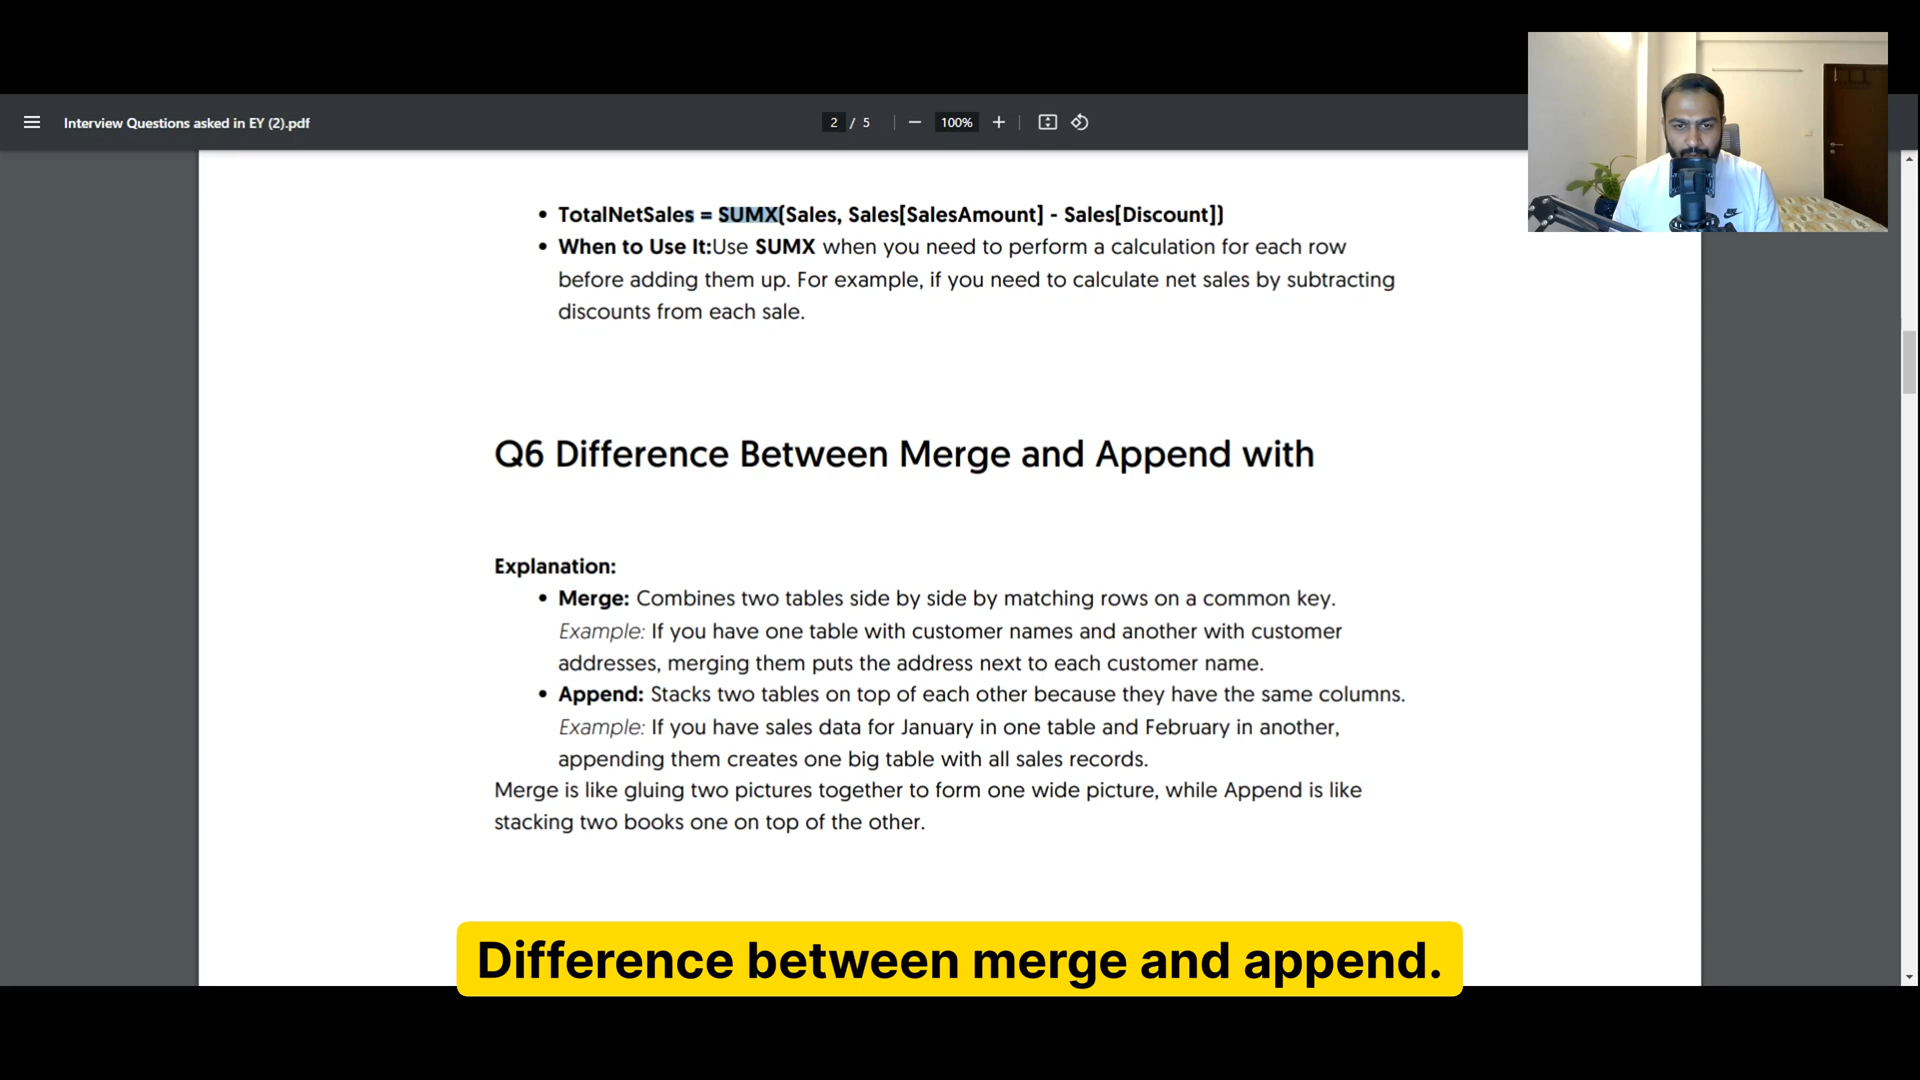 Interview Questions asked in EY (2).pdf
2 / 5
100%
• TotalNetSales = SUMX(Sales, Sales[SalesAmount] - Sales[Discount])
• When to Use It:Use SUMX when you need to perform a calculation for each row
before adding them up. For example, if you need to calculate net sales by subtracting
discounts from each sale.
Q6 Difference Between Merge and Append with
Explanation:
• Merge: Combines two tables side by side by matching rows on a common key.
Example: If you have one table with customer names and another with customer
addresses, merging them puts the address next to each customer name.
• Append: Stacks two tables on top of each other because they have the same columns.
Example: If you have sales data for January in one table and February in another,
appending them creates one big table with all sales records.
Merge is like gluing two pictures together to form one wide picture, while Append is like
stacking two books one on top of the other.
Difference between merge and append.